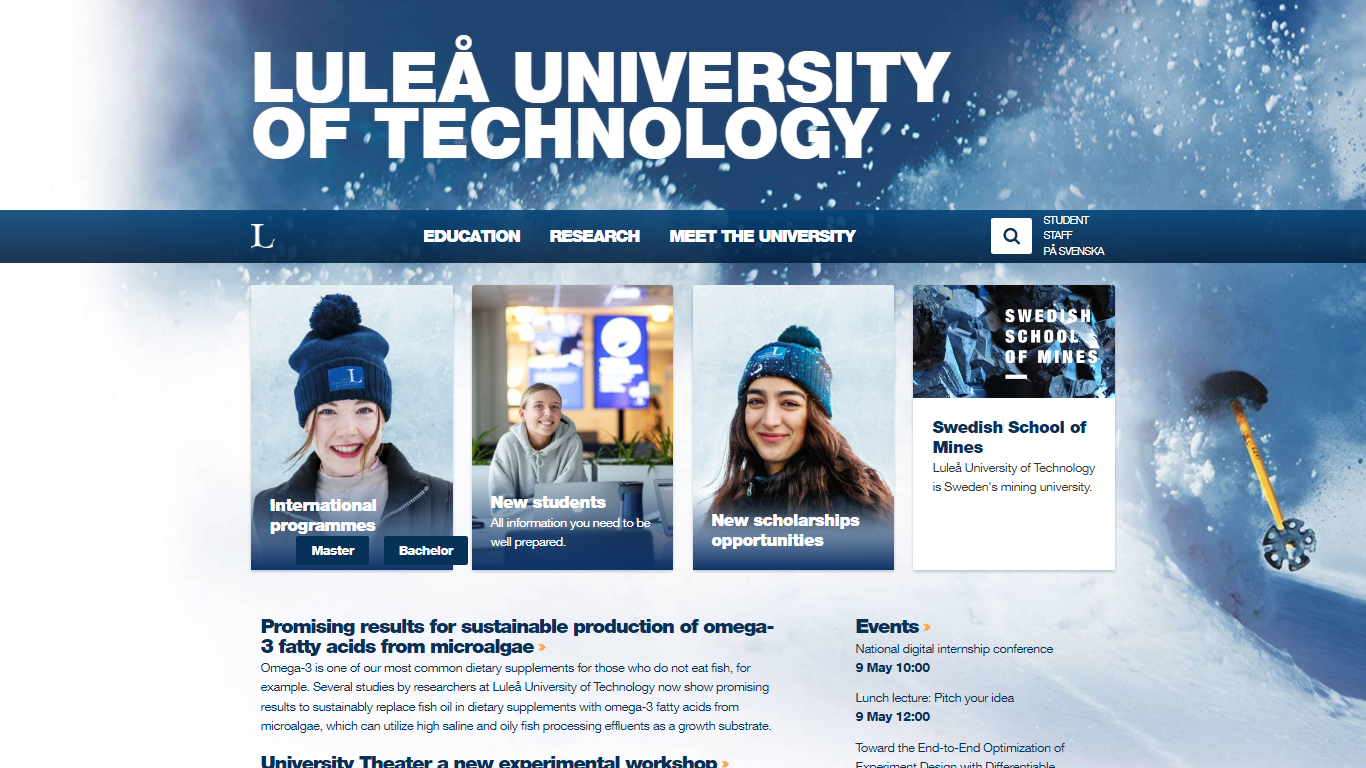 LULEÅ UNIVERSITY
OF TECHNOLOGY
L
EDUCATION
RESEARCH
MEET THE UNIVERSITY
STUDENT
STAFF
PÅ SVENSKA
L
International
programmes
Master
Bachelor
New students
All information you need to be
well prepared.
New scholarships
opportunities
SWEDISH
SCHOOL
OF MINES
Swedish School of
Mines
Luleå University of Technology
is Sweden's mining university.
Promising results for sustainable production of omega-
3 fatty acids from microalgae »
Omega-3 is one of our most common dietary supplements for those who do not eat fish, for
example. Several studies by researchers at Luleå University of Technology now show promising
results to sustainably replace fish oil in dietary supplements with omega-3 fatty acids from
microalgae, which can utilize high saline and oily fish processing effluents as a growth substrate.
University Theater a new experimental workshop »
Events »
National digital internship conference
9 May 10:00
Lunch lecture: Pitch your idea
9 May 12:00
Toward the End-to-End Optimization of
Experiment Design with Differentiable